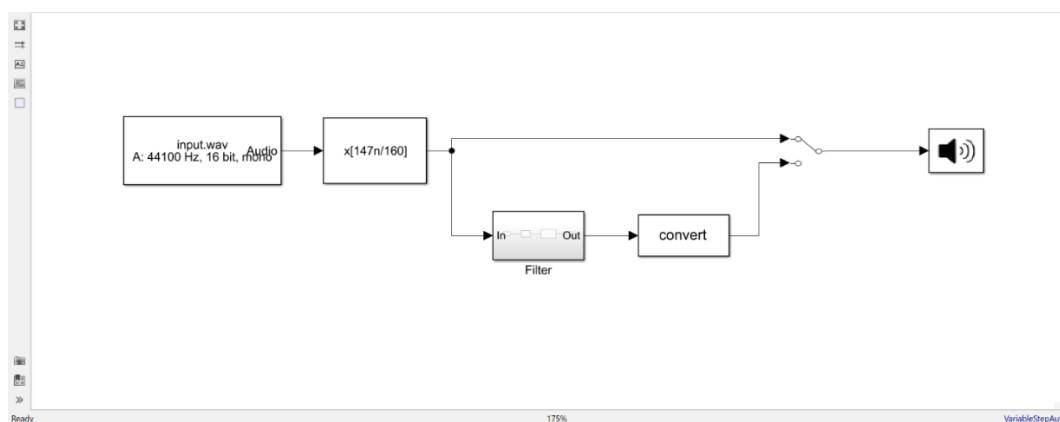 input.wav
A: 44100 Hz, 16 bit, mono
Audio
x[147n/160]
In
Out
convert
Filter
Ready
175%
VariableStepAu